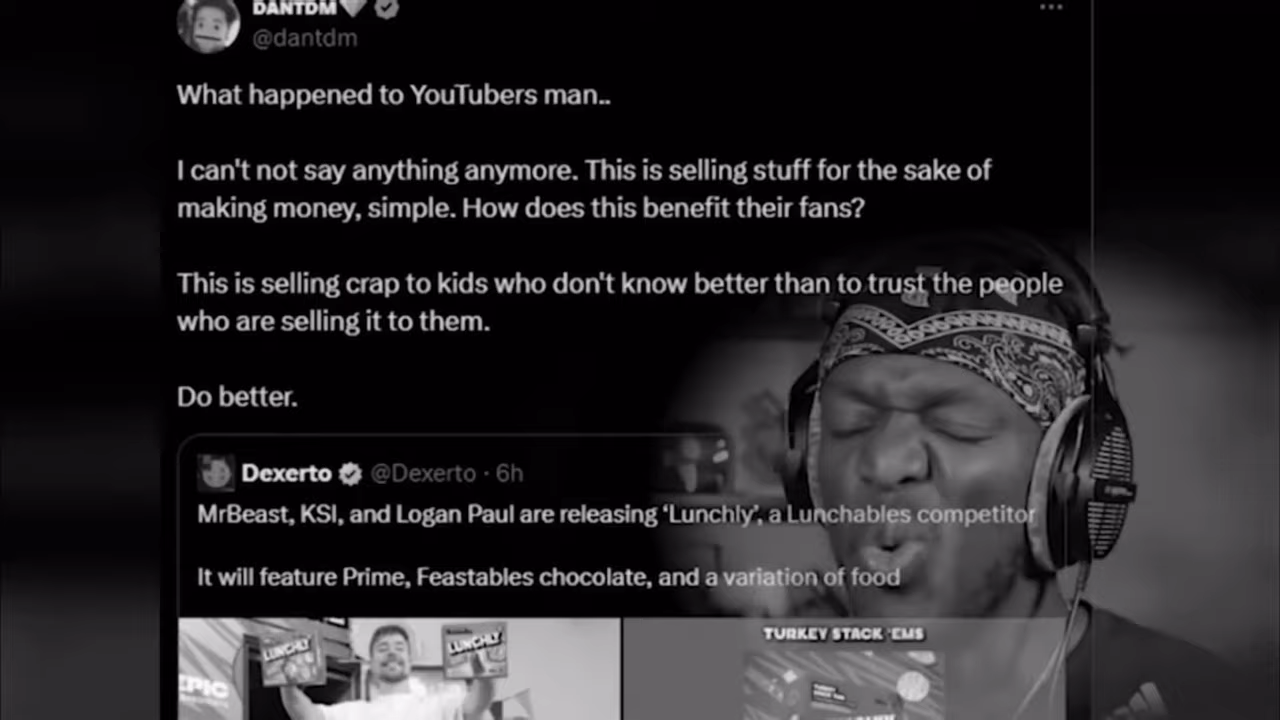 DANTDM
@dantdm
What happened to YouTubers man..
I can't not say anything anymore. This is selling stuff for the sake of
making money, simple. How does this benefit their fans?
This is selling crap to kids who don't know better than to trust the people
who are selling it to them.
Do better.
Dexerto @Dexerto · 6h
MrBeast, KSI, and Logan Paul are releasing ‘Lunchly’, a Lunchables competitor
It will feature Prime, Feastables chocolate, and a variation of food
TURKEY STACK 'EMS
LUNCHLY
LUNCHLY
EPIC